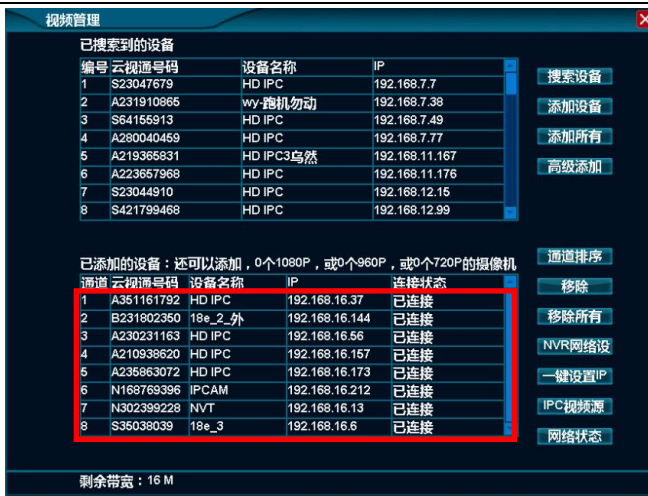 视频管理
已搜索到的设备
编号 云视通号码 设备名称 IP
1 S23047679 HD IPC 192.168.7.7
2 A231910865 wy-跑机勿动 192.168.7.38
3 S64155913 HD IPC 192.168.7.49
4 A280040459 HD IPC 192.168.7.77
5 A219365831 HD IPC3乌然 192.168.11.167
6 A223657968 HD IPC 192.168.11.176
7 S23044910 HD IPC 192.168.12.15
8 S421799468 HD IPC 192.168.12.99
搜索设备
添加设备
添加所有
高级添加
已添加的设备：还可以添加，0个1080P，或0个960P，或0个720P的摄像机
通道 云视通号码 设备名称 IP 连接状态
1 A351161792 HD IPC 192.168.16.37 已连接
2 B231802350 18e_2_外 192.168.16.144 已连接
3 A230231163 HD IPC 192.168.16.56 已连接
4 A210938620 HD IPC 192.168.16.157 已连接
5 A235863072 HD IPC 192.168.16.173 已连接
6 N168769396 IPCAM 192.168.16.212 已连接
7 N302399228 NVT 192.168.16.13 已连接
8 S35038039 18e_3 192.168.16.6 已连接
通道排序
移除
移除所有
NVR网络设
一键设置IP
IPC视频源
网络状态
剩余带宽：16 M